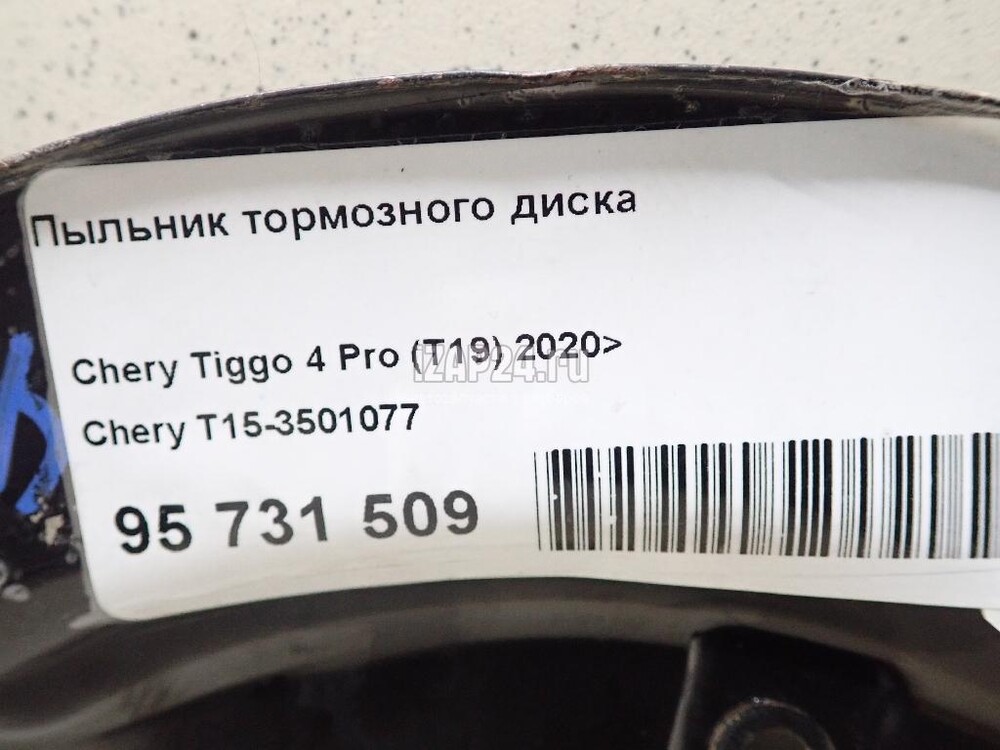 Пыльник тормозного диска
Chery Tiggo 4 Pro (T19) 2020>
iZAP24.ru
Chery T15-3501077
95 731 509